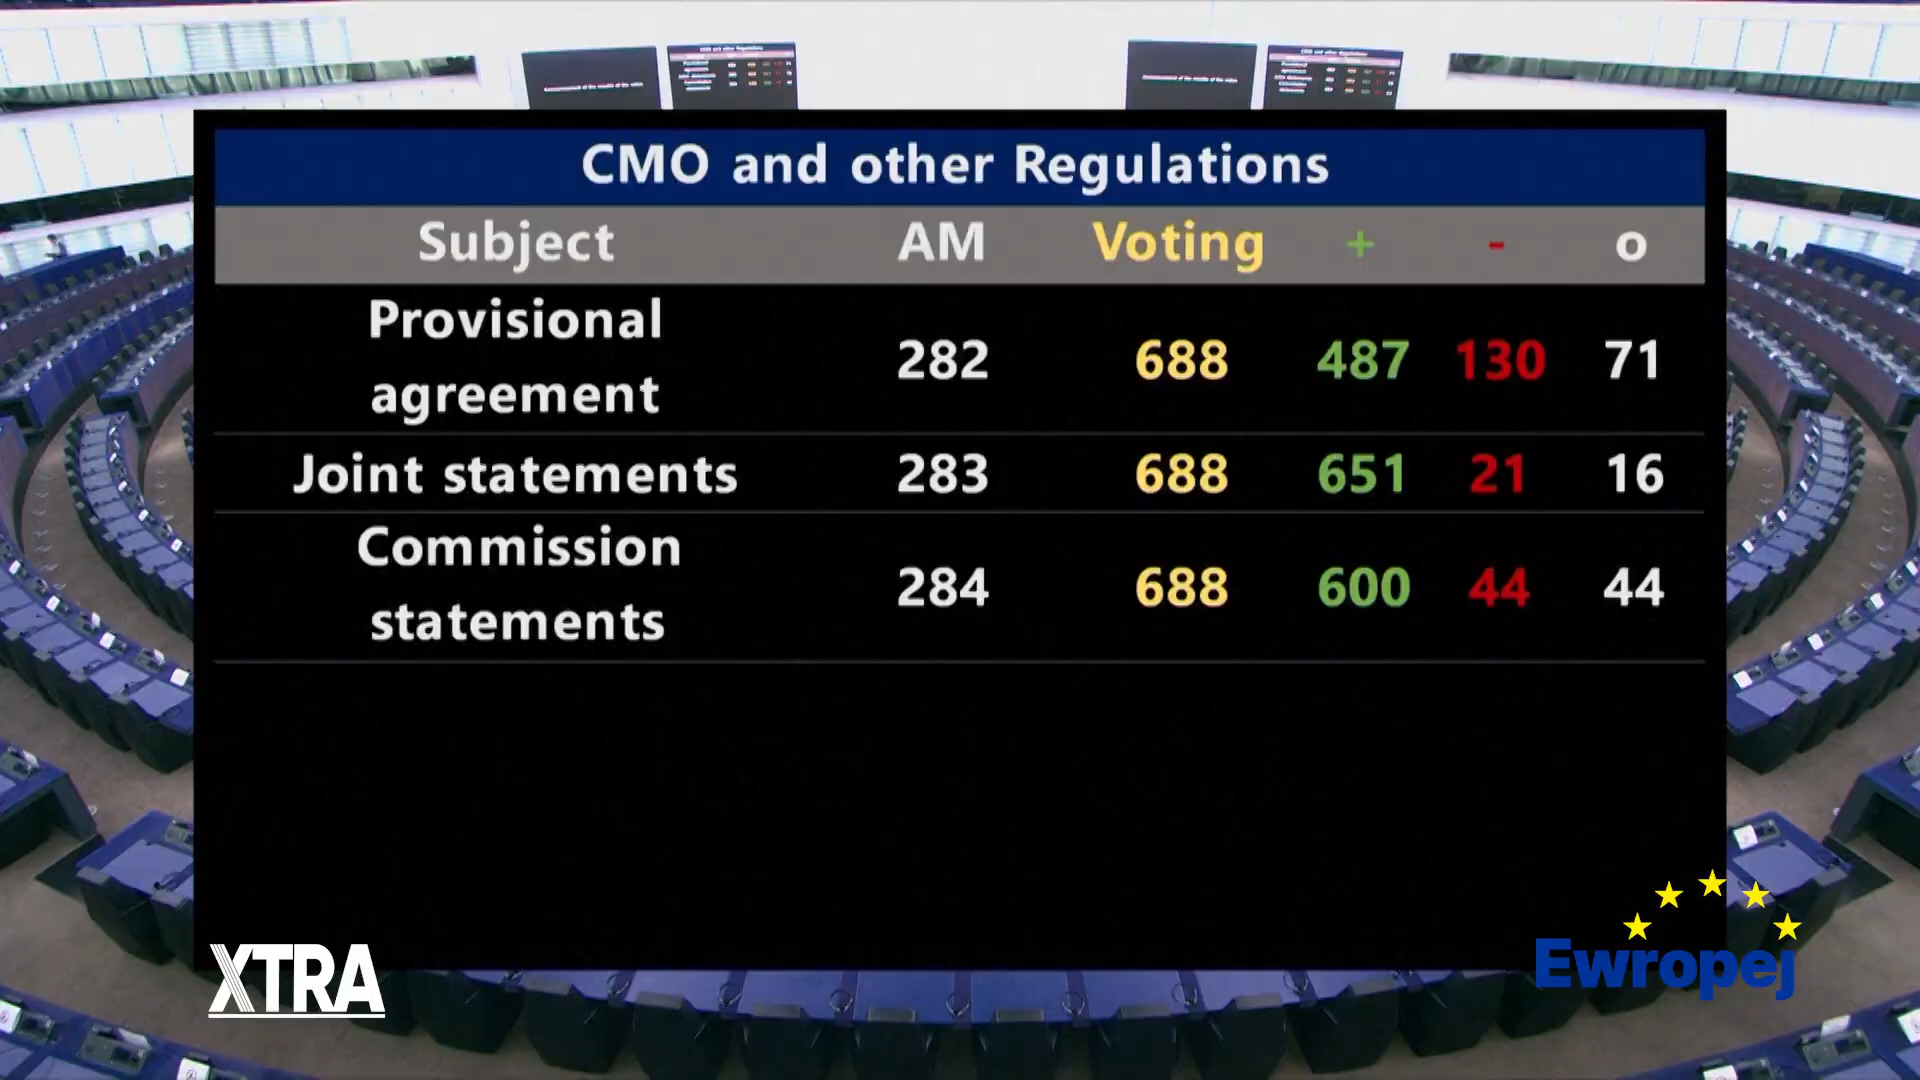 CMO and other Regulations
Subject AM Voting + - o
Provisional agreement 282 688 487 130 71
Joint statements 283 688 651 21 16
Commission statements 284 688 600 44 44
XTRA
Ewropej